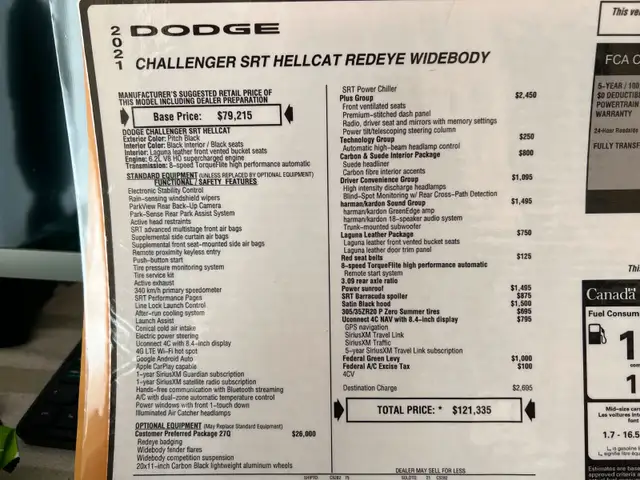 2021 DODGE
CHALLENGER SRT HELLCAT REDEYE WIDEBODY
MANUFACTURER'S SUGGESTED RETAIL PRICE OF
THIS MODEL INCLUDING DEALER PREPARATION
Base Price: $79,215
DODGE CHALLENGER SRT HELLCAT
Exterior Color: Pitch Black
Interior Color: Black Interior / Black seats
Interior: Laguna leather front vented bucket seats
Engine: 6.2L V8 HO supercharged engine
Transmission: 8-speed TorqueFlite high performance automatic
STANDARD EQUIPMENT (UNLESS REPLACED BY OPTIONAL EQUIPMENT)
FUNCTIONAL / SAFETY FEATURES
Electronic Stability Control
Rain-sensing windshield wipers
ParkView Rear Back-Up Camera
Park-Sense Rear Park Assist System
Active head restraints
SRT advanced multistage front air bags
Supplemental side curtain air bags
Supplemental front seat-mounted side air bags
Remote proximity keyless entry
Push-button start
Tire pressure monitoring system
Tire service kit
Active exhaust
340 km/h primary speedometer
SRT Performance Pages
Line Lock Launch Control
After-run cooling system
Launch Assist
Conical cold air intake
Electric power steering
Uconnect 4C with 8.4-inch display
4G LTE Wi-Fi hot spot
Google Android Auto
Apple CarPlay capable
1-year SiriusXM Guardian subscription
1-year SiriusXM satellite radio subscription
Hands-free communication with Bluetooth streaming
A/C with dual-zone automatic temperature control
Power windows with front 1-touch down
Illuminated Air Catcher headlamps
OPTIONAL EQUIPMENT (May Replace Standard Equipment)
Customer Preferred Package 27Q $26,000
Redeye badging
Widebody fender flares
Widebody competition suspension
20x11-inch Carbon Black lightweight aluminum wheels
SRT Power Chiller
Plus Group $2,450
Front ventilated seats
Premium-stitched dash panel
Radio, driver seat and mirrors with memory settings
Power tilt/telescoping steering column
Technology Group $250
Automatic high-beam headlamp control
Carbon & Suede Interior Package $800
Suede headliner
Carbon fibre interior accents
Driver Convenience Group $1,095
High intensity discharge headlamps
Blind-Spot Monitoring w/ Rear Cross-Path Detection
harman/kardon Sound Group $1,495
harman/kardon GreenEdge amp
harman/kardon 18-speaker audio system
Trunk-mounted subwoofer
Laguna Leather Package $750
Laguna leather front vented bucket seats
Laguna leather door trim panel
Red seat belts $125
8-speed TorqueFlite high performance automatic
Remote start system
3.09 rear axle ratio
Power sunroof $1,495
SRT Barracuda spoiler $875
Satin Black hood $1,500
305/35ZR20 P Zero Summer tires $695
Uconnect 4C NAV with 8.4-inch display $795
GPS navigation
SiriusXM Travel Link
SiriusXM Traffic
5-year SiriusXM Travel Link subscription
Federal Green Levy $1,000
Federal A/C Excise Tax $100
4CV
Destination Charge $2,695
TOTAL PRICE: * $121,335
DEALER MAY SELL FOR LESS
This ve
FCA C
5-YEAR / 100
$0 DEDUCTIB
POWERTRAIN
WARRANTY
24-Hour Roadside
FULLY TRANSF
Canada
Fuel Consum
1
Mid-size car
Les voitures
1.7 - 16.5